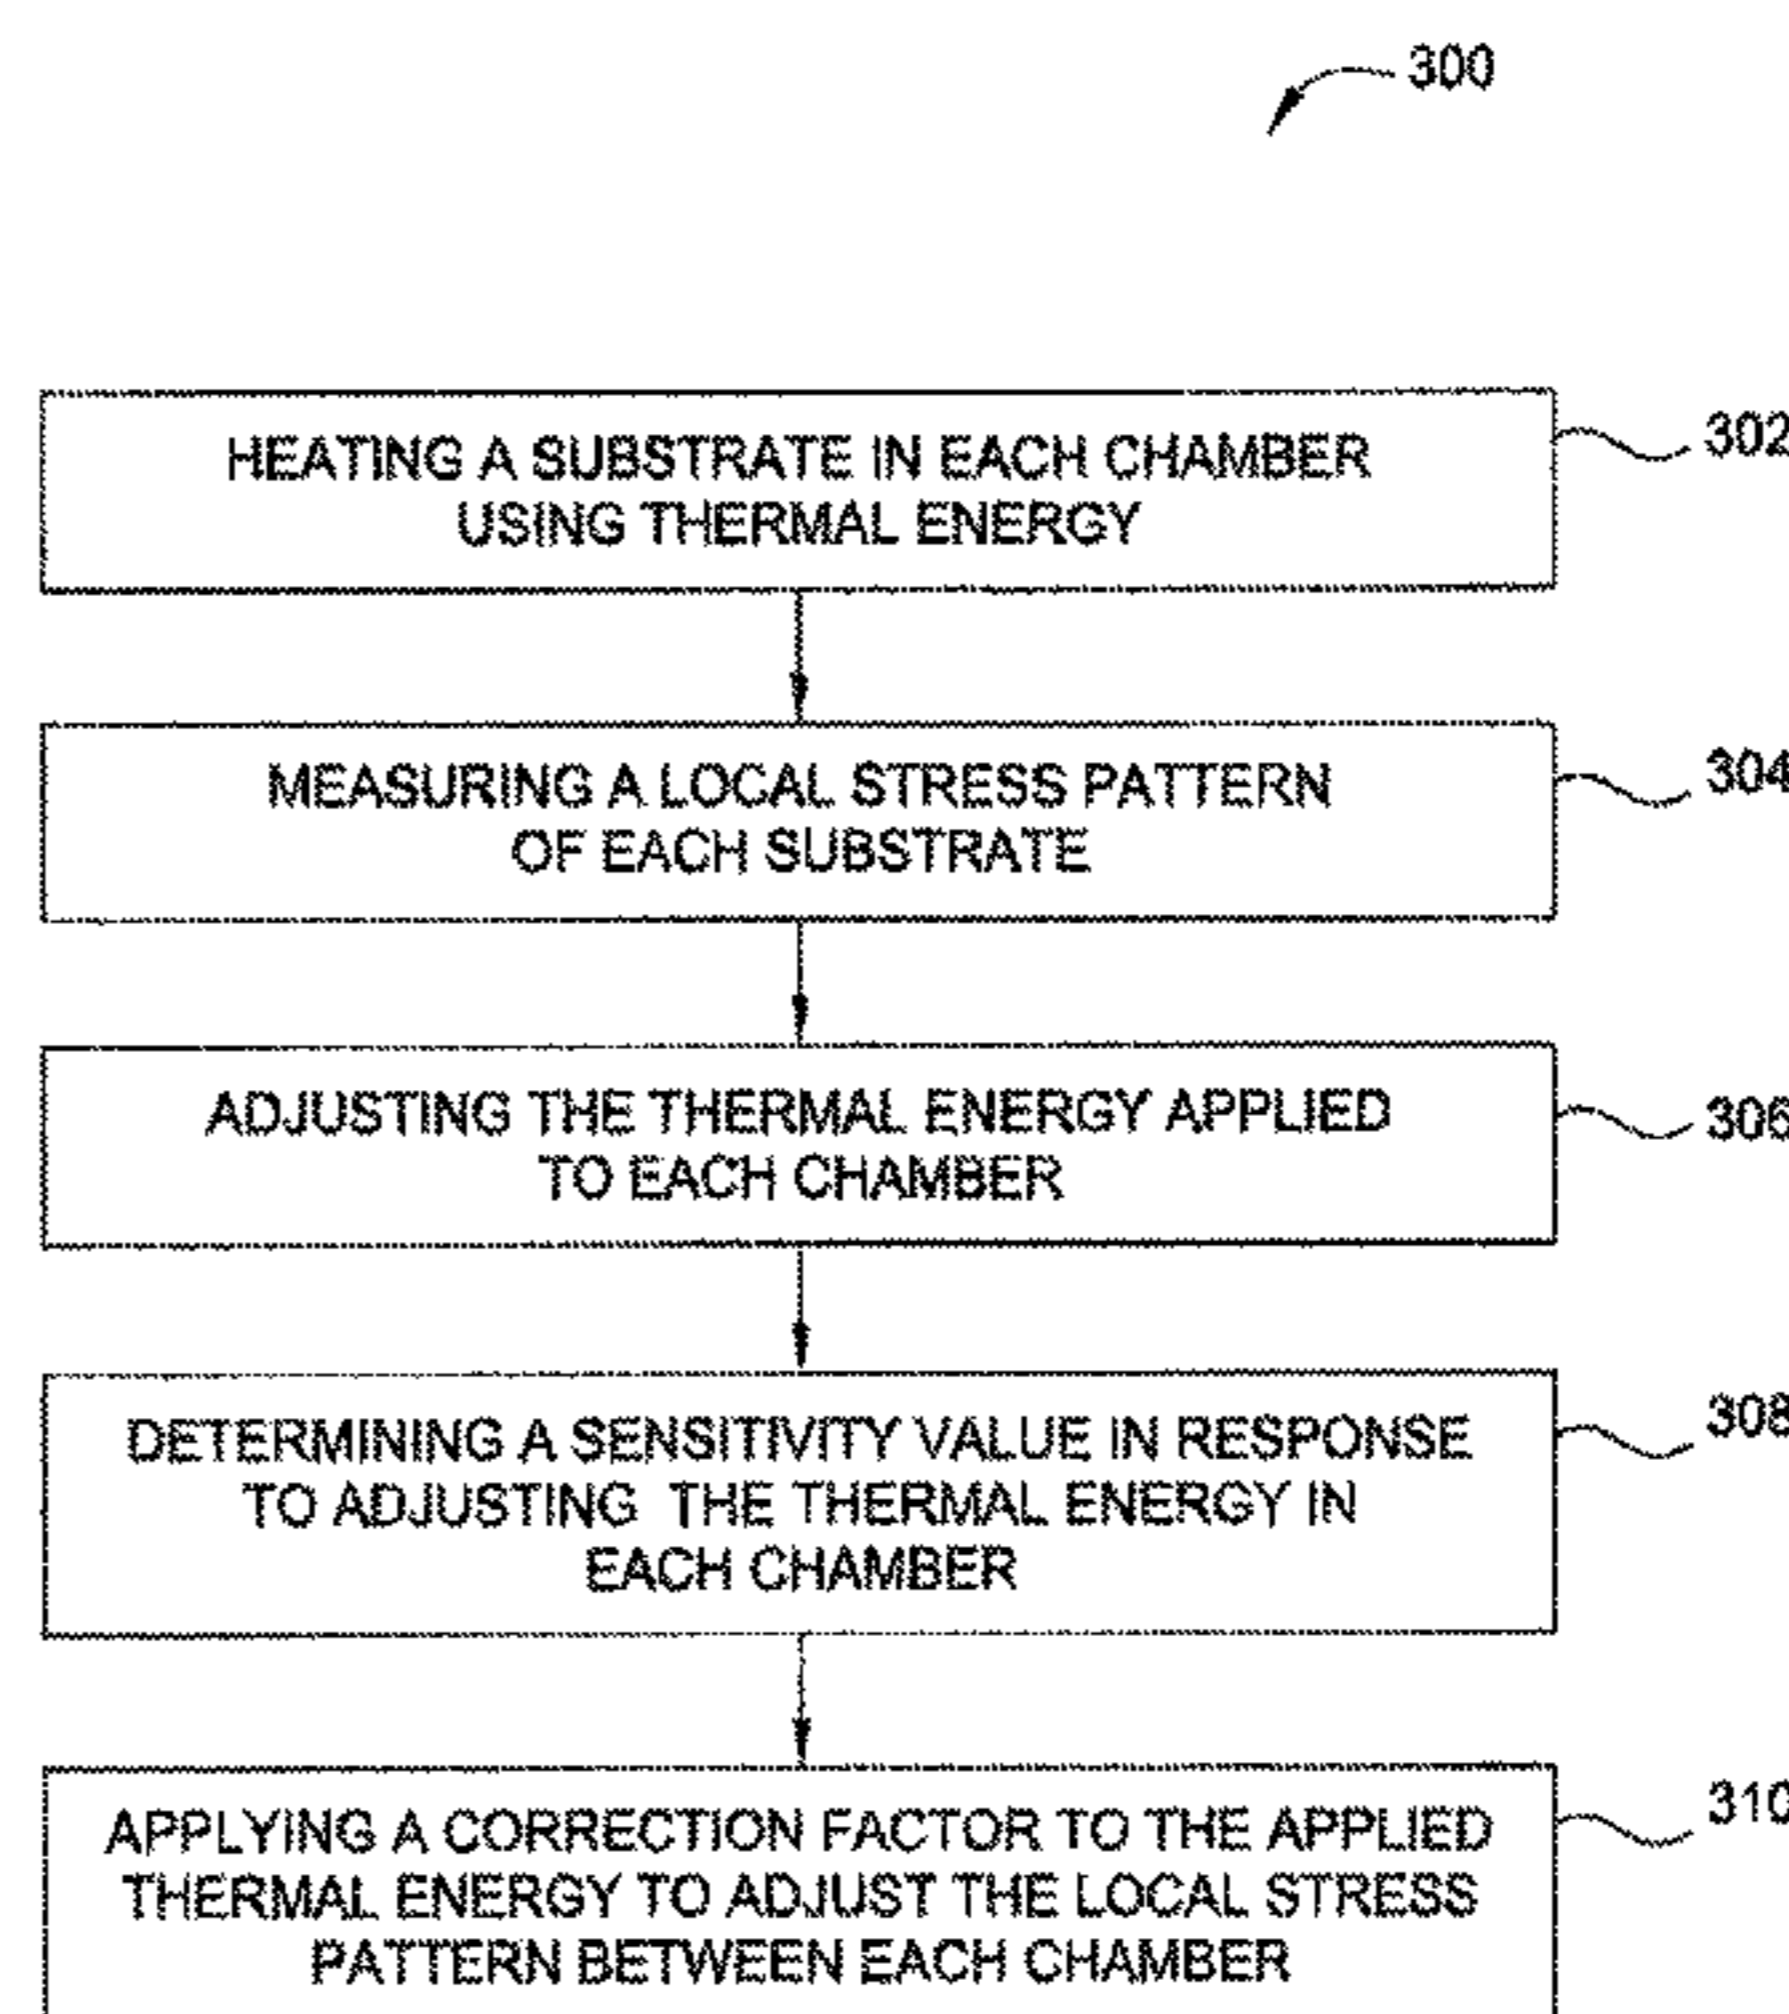 300
HEATING A SUBSTRATE IN EACH CHAMBER
USING THERMAL ENERGY
302
MEASURING A LOCAL STRESS PATTERN
OF EACH SUBSTRATE
304
ADJUSTING THE THERMAL ENERGY APPLIED
TO EACH CHAMBER
306
DETERMINING A SENSITIVITY VALUE IN RESPONSE
TO ADJUSTING THE THERMAL ENERGY IN
EACH CHAMBER
308
APPLYING A CORRECTION FACTOR TO THE APPLIED
THERMAL ENERGY TO ADJUST THE LOCAL STRESS
PATTERN BETWEEN EACH CHAMBER
310